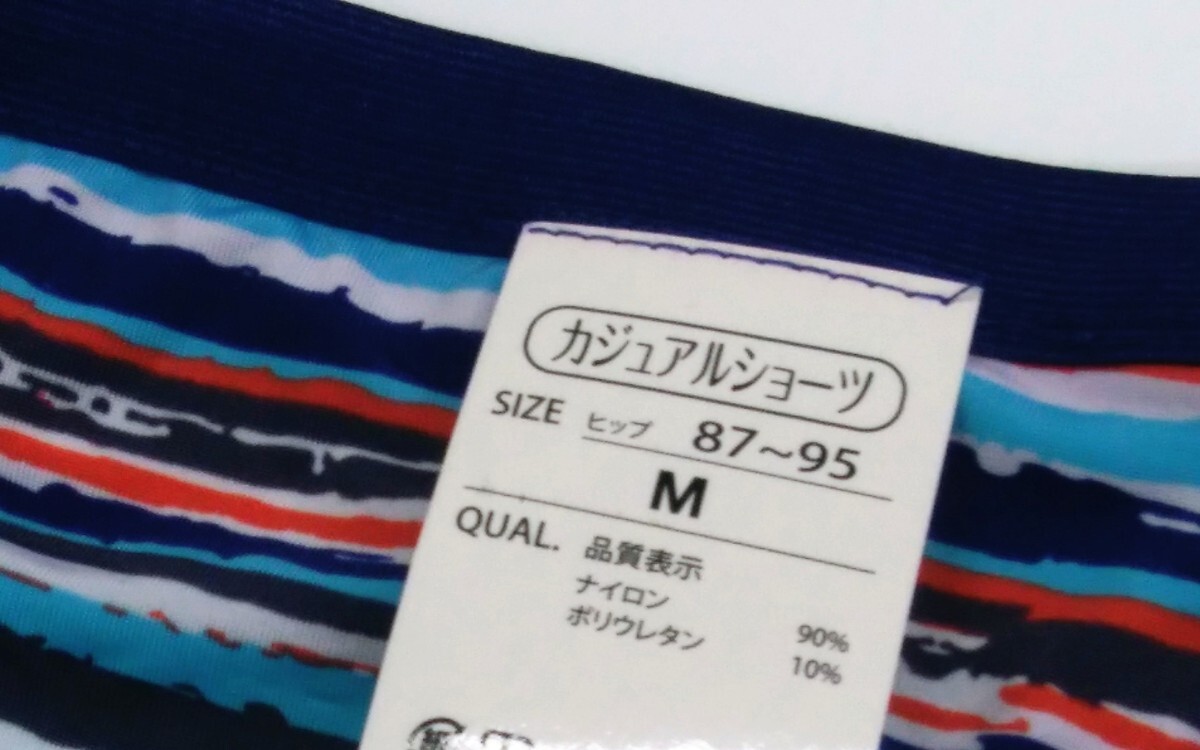 カジュアルショーツ
SIZE ヒップ 87～95
M
QUAL. 品質表示
ナイロン 90%
ポリウレタン 10%
紙